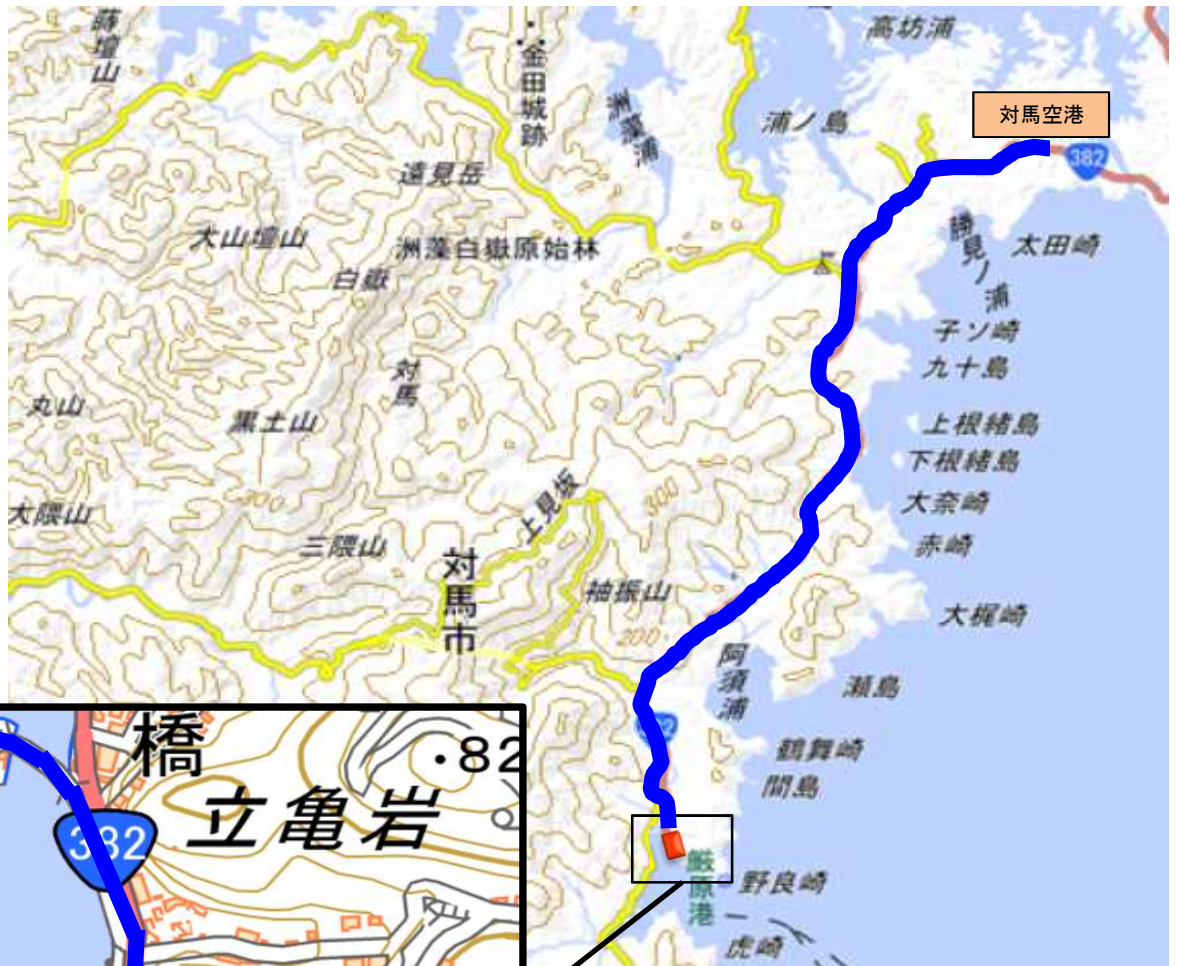 蒔壇山
金田城跡
洲藻浦
高坊浦
浦ノ島
対馬空港
382
遠見岳
大山壇山
洲藻白嶽原始林
白嶽
勝見ノ浦
太田崎
子ソ崎
九十島
対馬
丸山
黒土山
上根緒島
下根緒島
大奈崎
200
300
大隈山
三隈山
上見坂
赤崎
対馬市
袖振山
大梶崎
200
阿須浦
瀬島
鶴舞崎
間島
厳原港
野良崎
虎崎
橋
・82
立亀岩
382